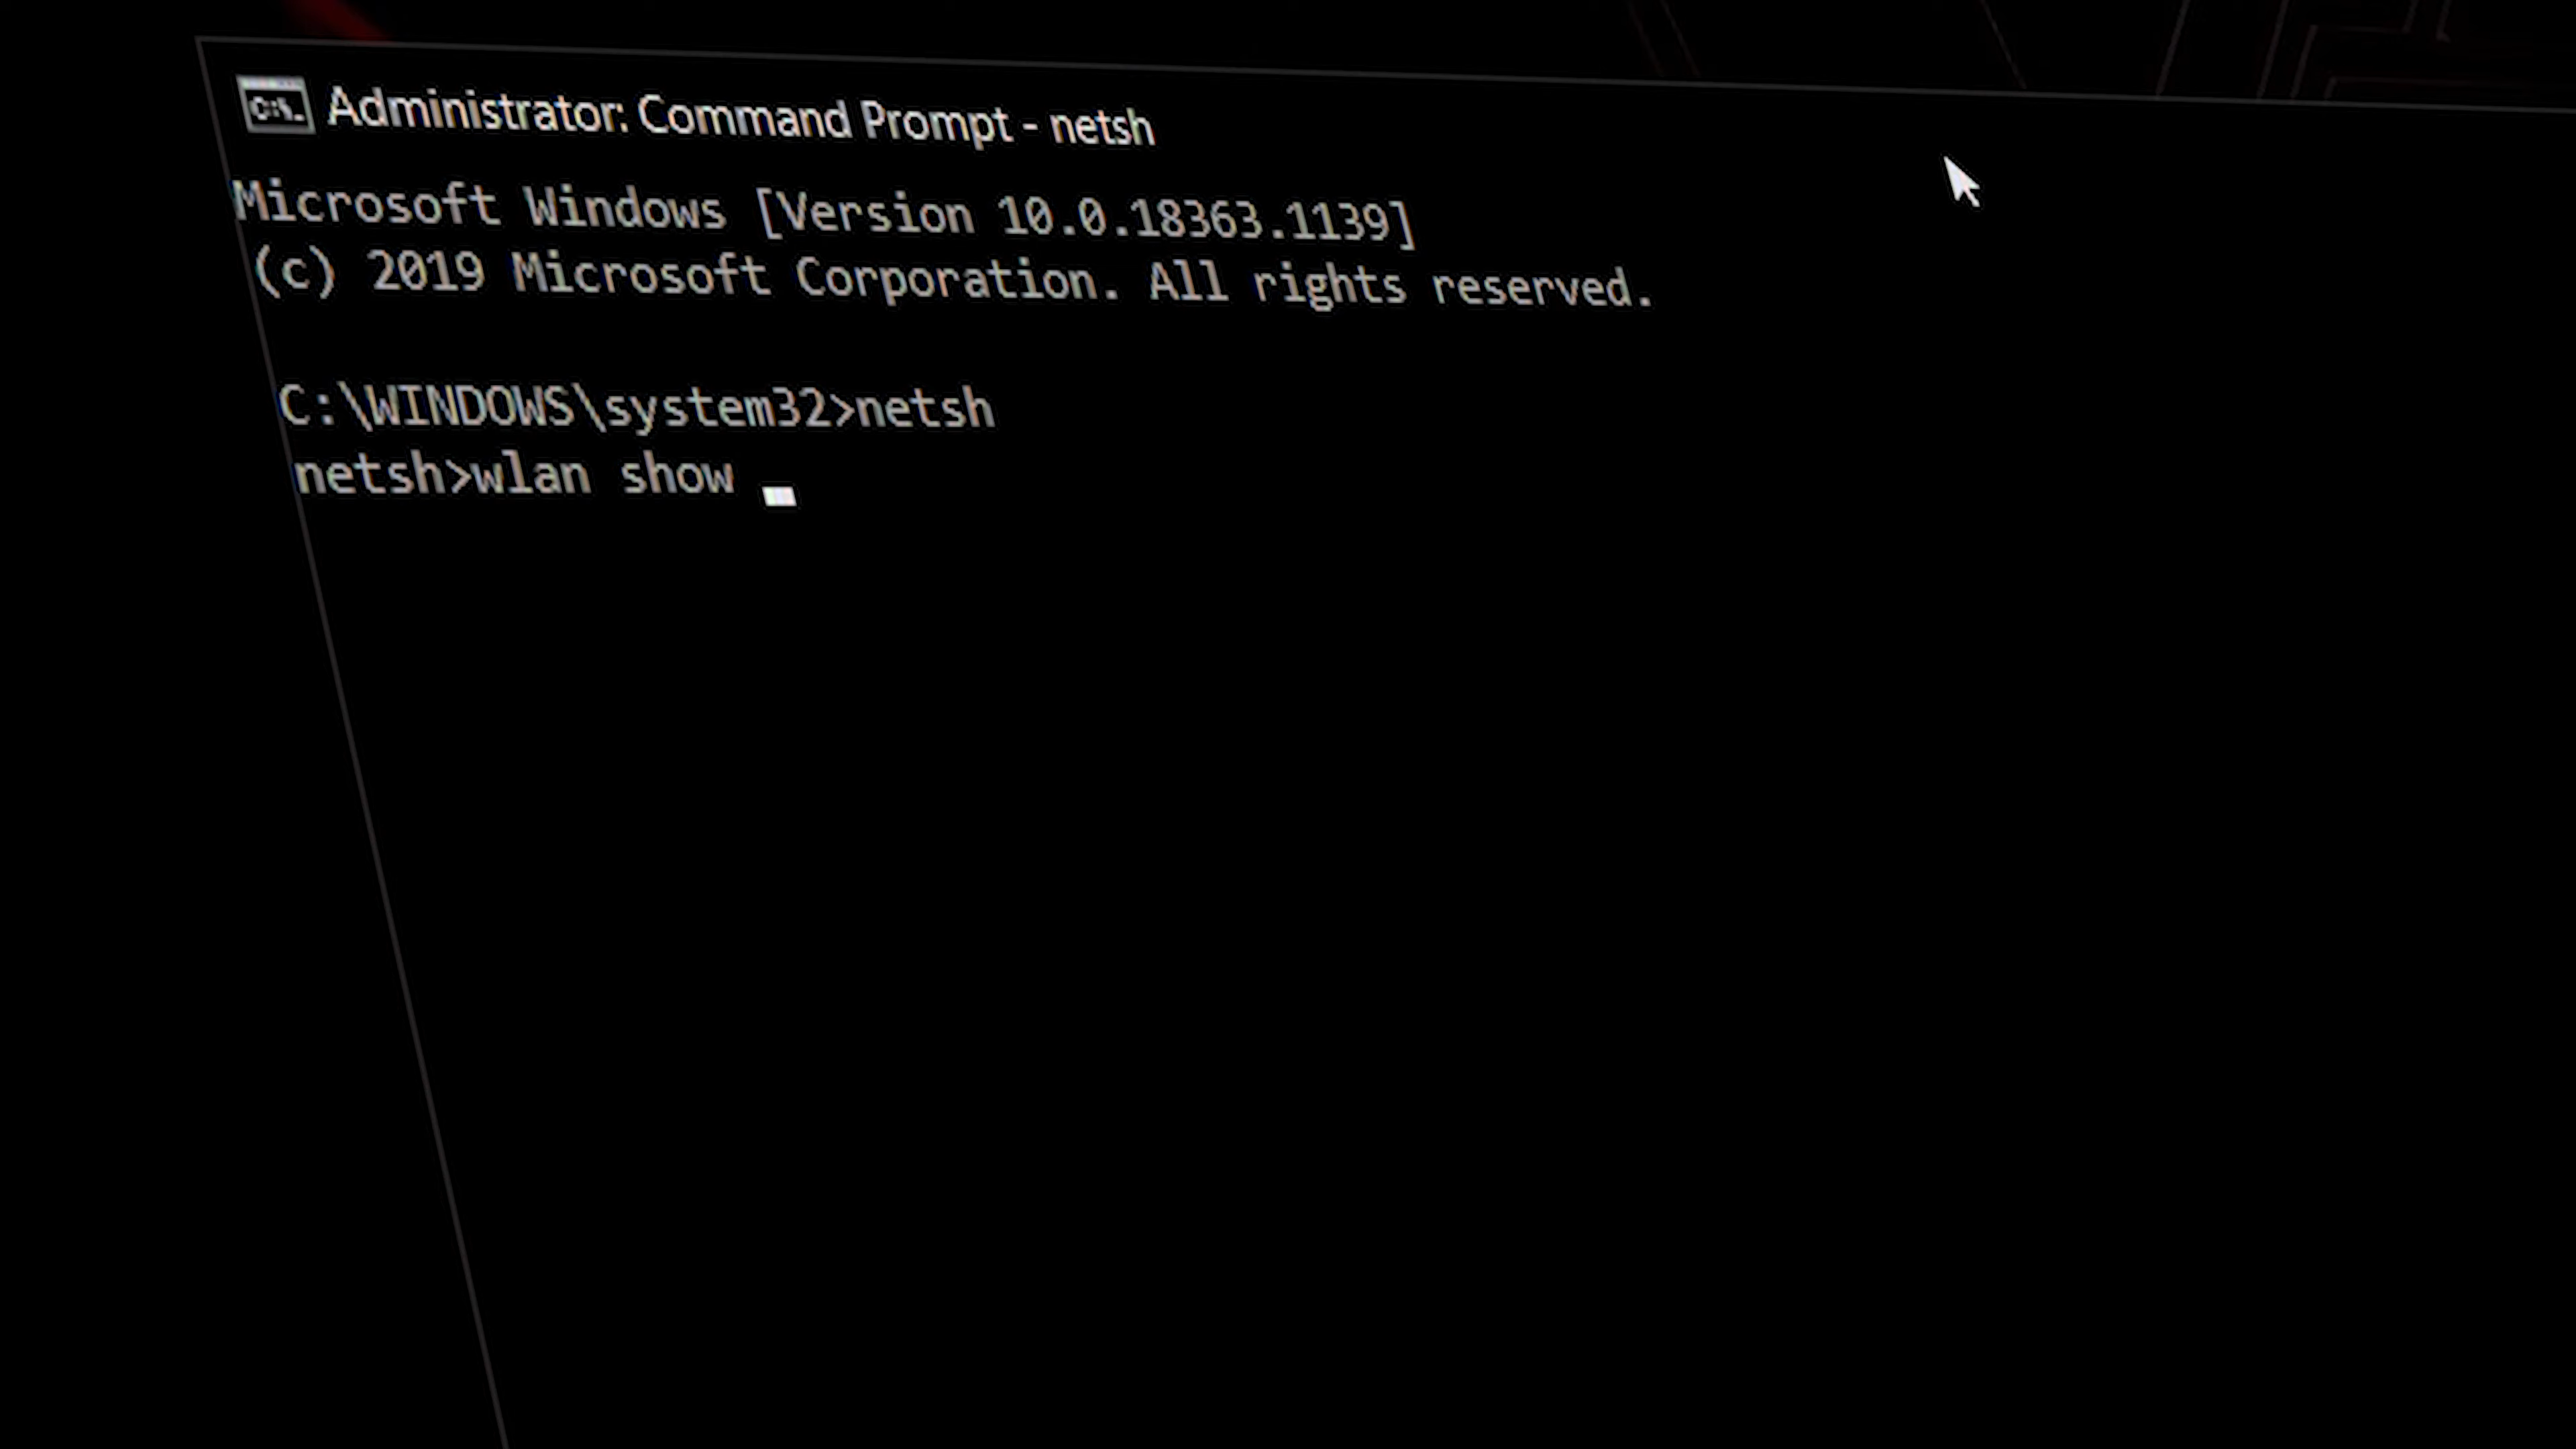 C:\.
Administrator: Command Prompt - netsh
Microsoft Windows [Version 10.0.18363.1139]
(c) 2019 Microsoft Corporation. All rights reserved.
C:\WINDOWS\system32>netsh
netsh>wlan show